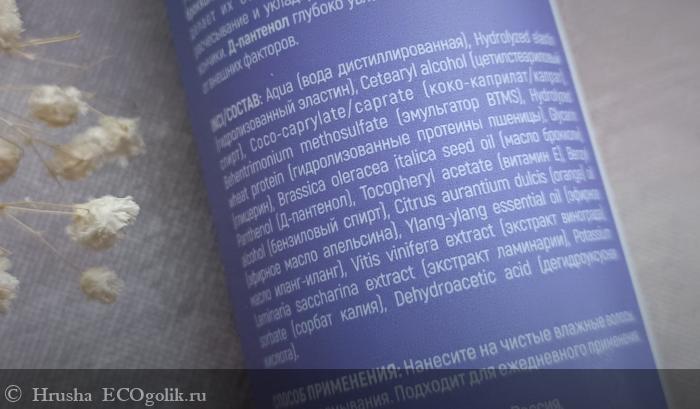 делает их
расчесывание и уклад
кончики. Д-пантенол глубоко увл
от внешних факторов.
INCI/СОСТАВ: Aqua (вода дистиллированная), Hydrolyzed elastin
(гидролизованный эластин), Cetearyl alcohol (цетилстеариловый
спирт), Coco-caprylate/caprate (коко-каприлат/капрат),
Behentrimonium methosulfate (эмульгатор BTMS), Hydrolyzed
wheat protein (гидролизованные протеины пшеницы), Glycerin
(глицерин), Brassica oleracea italica seed oil (масло брокколи),
Panthenol (Д-пантенол), Tocopheryl acetate (витамин Е), Benzyl
alcohol (бензиловый спирт), Citrus aurantium dulcis (orange) oil
(эфирное масло апельсина), Ylang-ylang essential oil (эфирное
масло иланг-иланг), Vitis vinifera extract (экстракт винограда),
Laminaria saccharina extract (экстракт ламинарии), Potassium
sorbate (сорбат калия), Dehydroacetic acid (дегидроуксусная
кислота).
СПОСОБ ПРИМЕНЕНИЯ: Нанесите на чистые влажные волосы,
смывания. Подходит для ежедневного применения
Россия
© Hrusha ECOgolik.ru